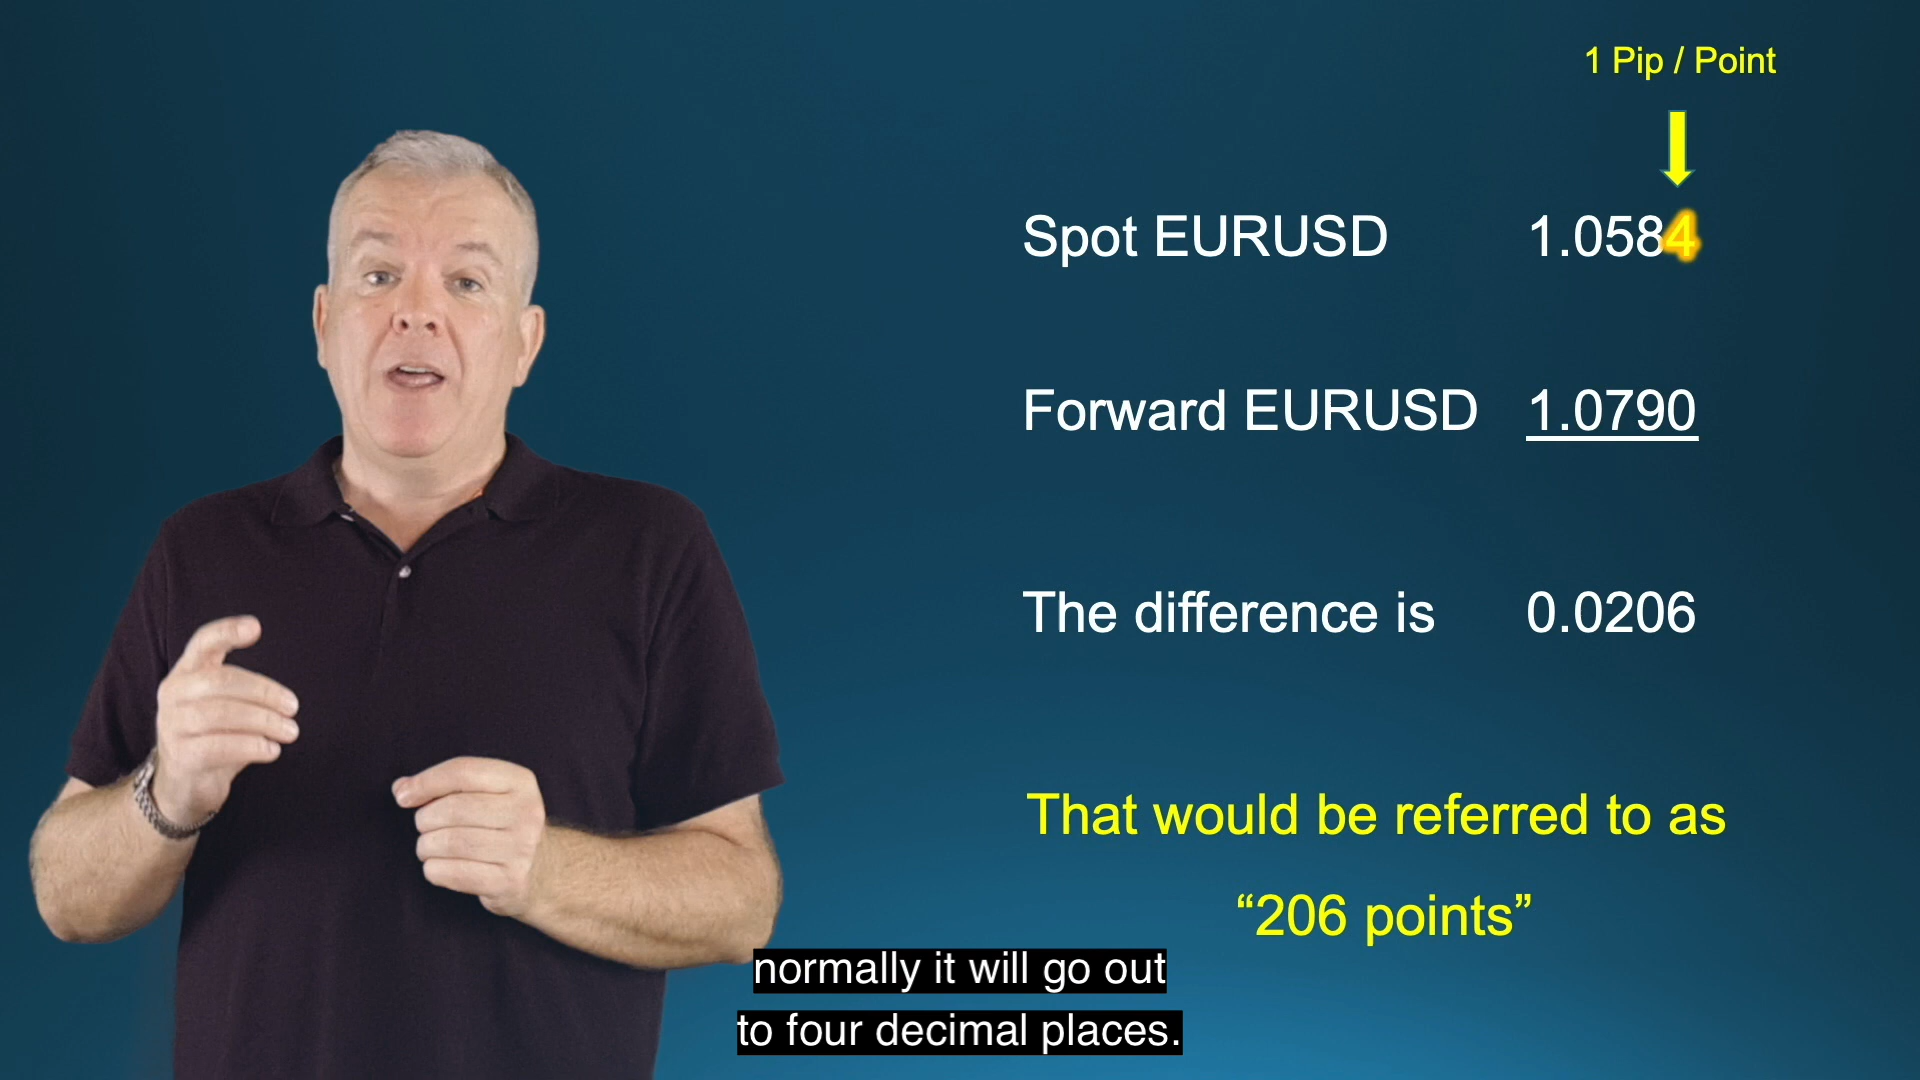 1 Pip / Point
Spot EURUSD 1.0584
Forward EURUSD 1.0790
The difference is 0.0206
That would be referred to as
“206 points”
normally it will go out
to four decimal places.